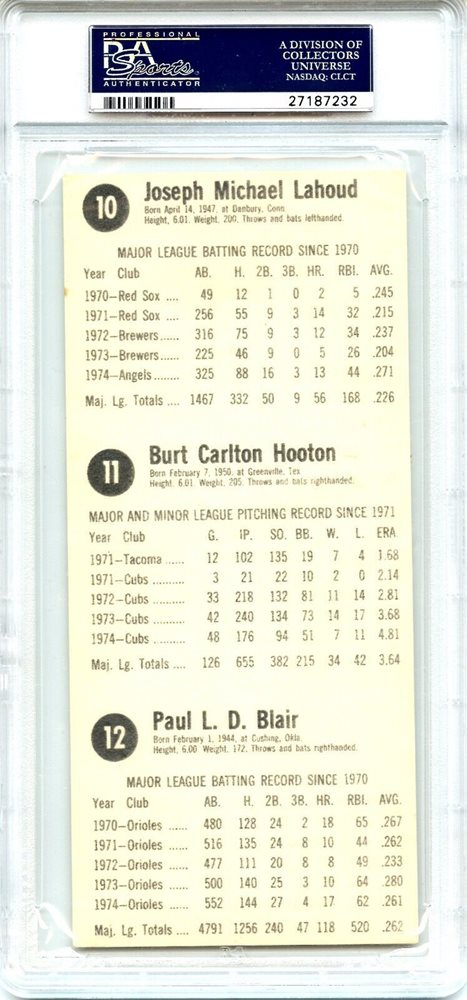 PROFESSIONAL
PSA
Sports
AUTHENTICATOR
A DIVISION OF
COLLECTORS
UNIVERSE
NASDAQ: CLCT
27187232
10 Joseph Michael Lahoud
Born April 14, 1947, at Danbury, Conn
Height, 6.01. Weight, 200. Throws and bats lefthanded.
MAJOR LEAGUE BATTING RECORD SINCE 1970
Year Club AB. H. 2B. 3B. HR. RBI. AVG.
1970—Red Sox .... 49 12 1 0 2 5 .245
1971—Red Sox .... 256 55 9 3 14 32 .215
1972—Brewers..... 316 75 9 3 12 34 .237
1973—Brewers..... 225 46 9 0 5 26 .204
1974—Angels....... 325 88 16 3 13 44 .271
Maj. Lg. Totals .... 1467 332 50 9 56 168 .226
11 Burt Carlton Hooton
Born February 7, 1950, at Greenville, Tex
Height, 6.01. Weight, 205. Throws and bats righthanded.
MAJOR AND MINOR LEAGUE PITCHING RECORD SINCE 1971
Year Club G. IP. SO. BB. W. L. ERA
1971—Tacoma ...... 12 102 135 19 7 4 1.68
1971—Cubs ......... 3 21 22 10 2 0 2.14
1972—Cubs ......... 33 218 132 81 11 14 2.81
1973—Cubs ......... 42 240 134 73 14 17 3.68
1974—Cubs ......... 48 176 94 51 7 11 4.81
Maj. Lg. Totals .... 126 655 382 215 34 42 3.64
12 Paul L. D. Blair
Born February 1, 1944, at Cushing, Okla.
Height, 6.00 Weight, 172. Throws and bats righthanded.
MAJOR LEAGUE BATTING RECORD SINCE 1970
Year Club AB. H. 2B. 3B. HR. RBI. AVG.
1970—Orioles ...... 480 128 24 2 18 65 .267
1971—Orioles ...... 516 135 24 8 10 44 .262
1972—Orioles ...... 477 111 20 8 8 49 .233
1973—Orioles ...... 500 140 25 3 10 64 .280
1974—Orioles ...... 552 144 27 4 17 62 .261
Maj. Lg. Totals .... 4791 1256 240 47 118 520 .262